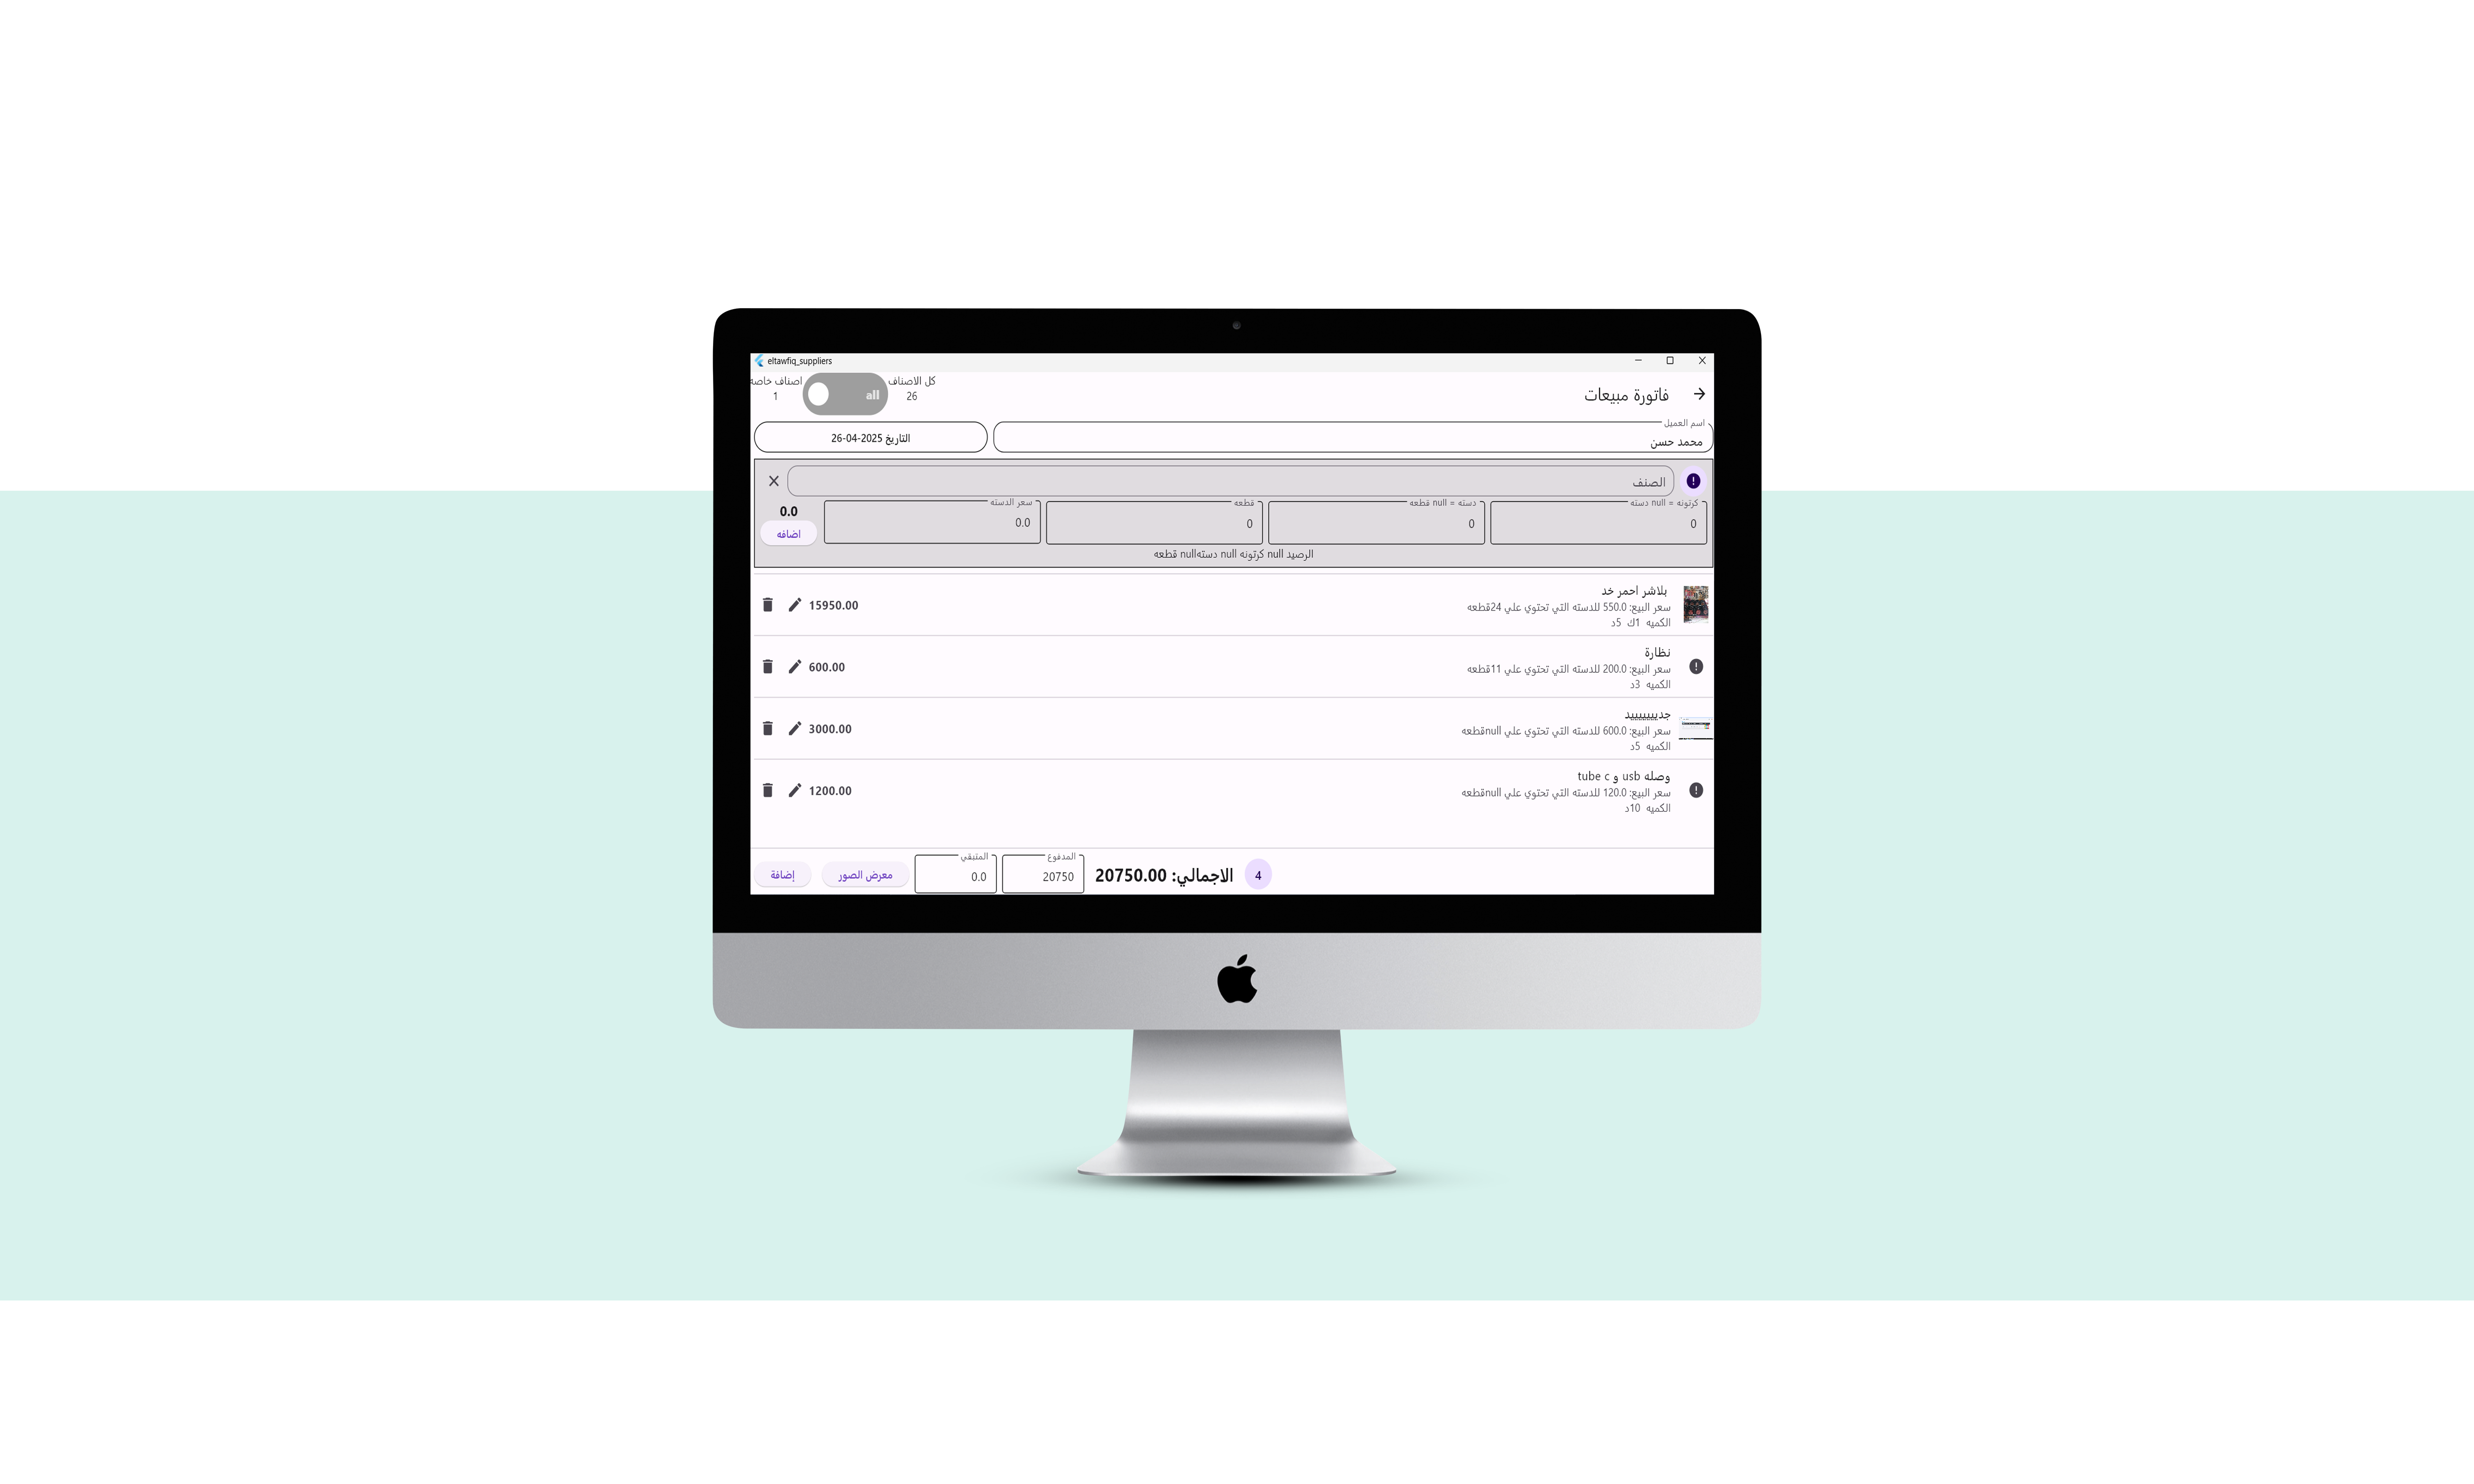 eltawfiq_suppliers
فاتورة مبيعات
كل الاصناف
26
all
اصناف خاصه
1
اسم العميل
محمد حسن
التاريخ 2025-04-26
الصنف
كرتونه = null دسته
0
دسته = null قطعه
0
قطعه
0
سعر الدسته
0.0
0.0
اضافه
الرصيد null كرتونه null دستهnull قطعه
بلاشر احمر خد
سعر البيع: 550.0 للدسته التي تحتوي علي 24قطعه
الكميه 1ك 5د
15950.00
نظارة
سعر البيع: 200.0 للدسته التي تحتوي علي 11قطعه
الكميه 3د
600.00
جديييييييد
سعر البيع: 600.0 للدسته التي تحتوي علي nullقطعه
الكميه 5د
3000.00
وصله usb و tube c
سعر البيع: 120.0 للدسته التي تحتوي علي nullقطعه
الكميه 10د
1200.00
4
الاجمالي: 20750.00
المدفوع
20750
المتبقي
0.0
معرض الصور
إضافة